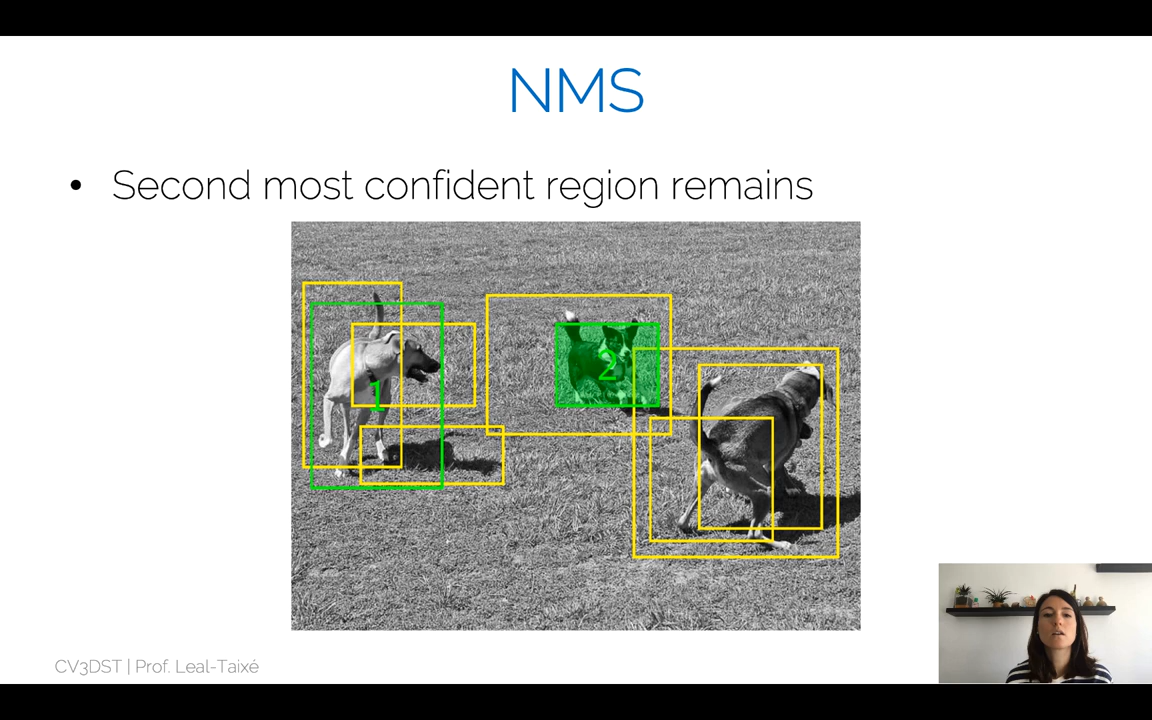 NMS
• Second most confident region remains
1
2
CV3DST | Prof. Leal-Taixé